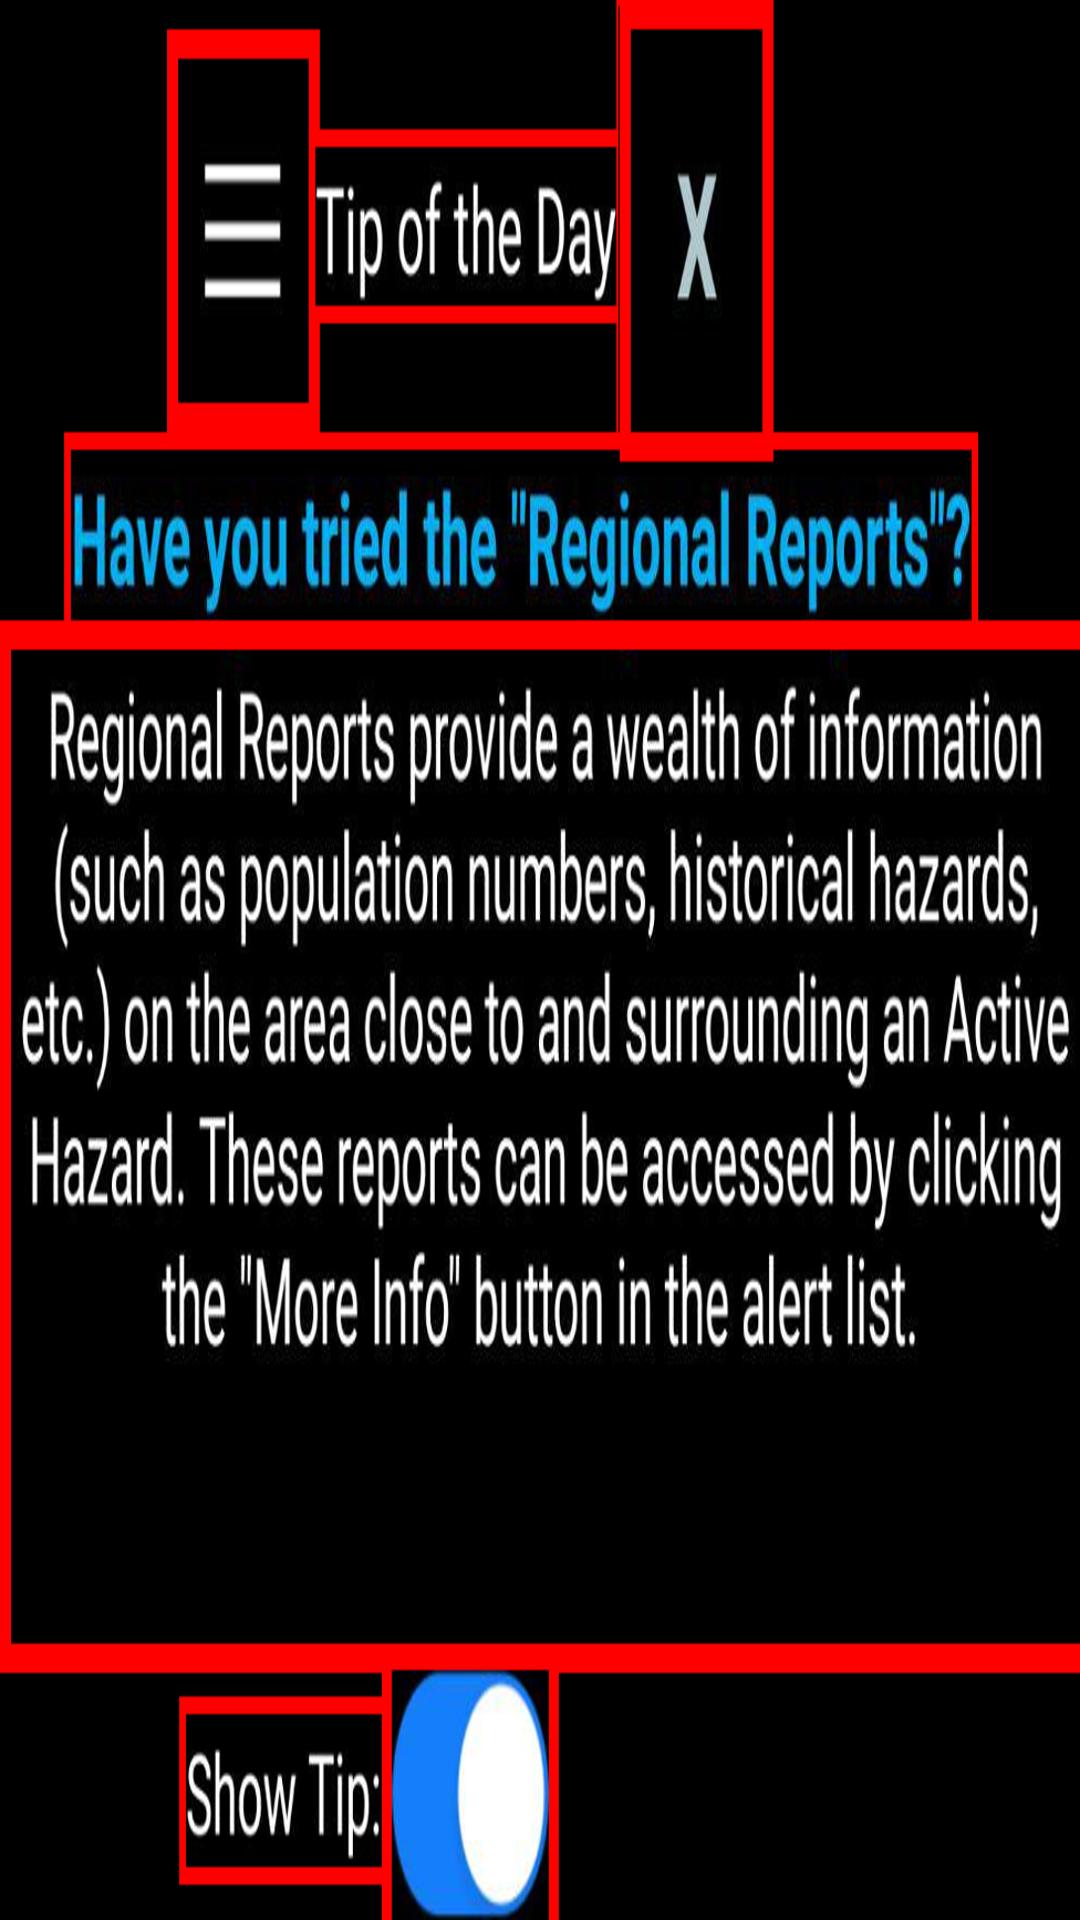 Tip of the Day
X
Have you tried the "Regional Reports"?
Regional Reports provide a wealth of information
(such as population numbers, historical hazards,
etc.) on the area close to and surrounding an Active
Hazard. These reports can be accessed by clicking
the "More Info" button in the alert list.
Show Tip: